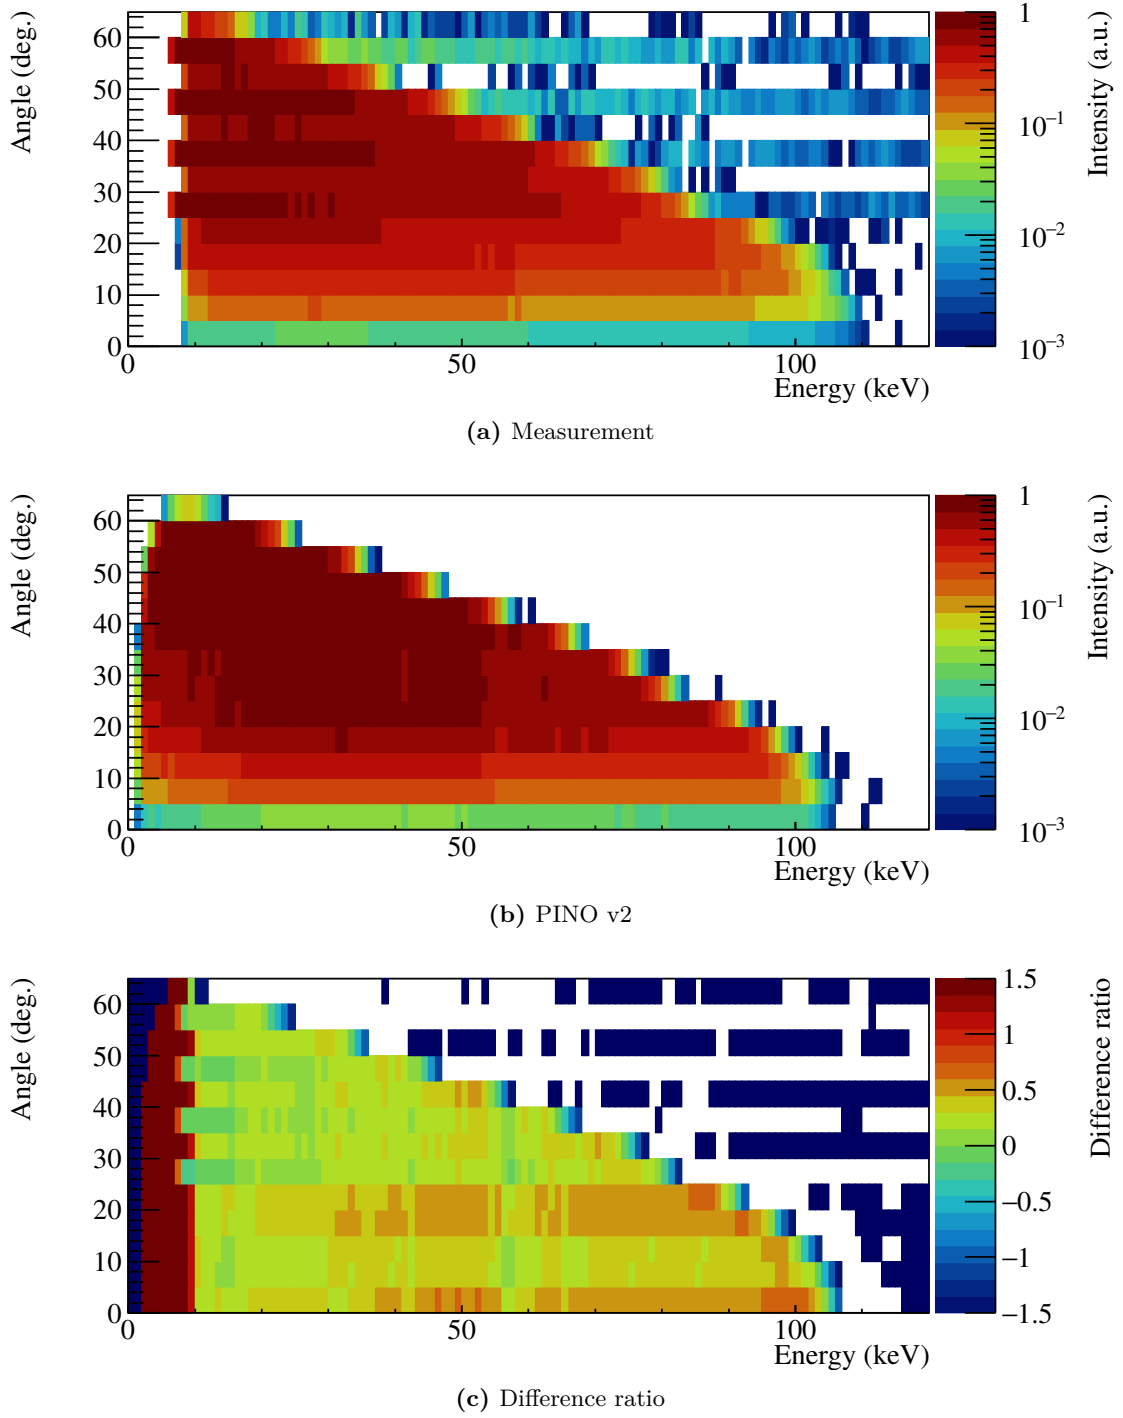 Angle (deg.)
60
50
40
30
20
10
0
0 50 100
Energy (keV)
1
10⁻¹
10⁻²
10⁻³
Intensity (a.u.)
(a) Measurement
Angle (deg.)
60
50
40
30
20
10
0
0 50 100
Energy (keV)
1
10⁻¹
10⁻²
10⁻³
Intensity (a.u.)
(b) PINO v2
Angle (deg.)
60
50
40
30
20
10
0
0 50 100
Energy (keV)
1.5
1
0.5
0
−0.5
−1
−1.5
Difference ratio
(c) Difference ratio